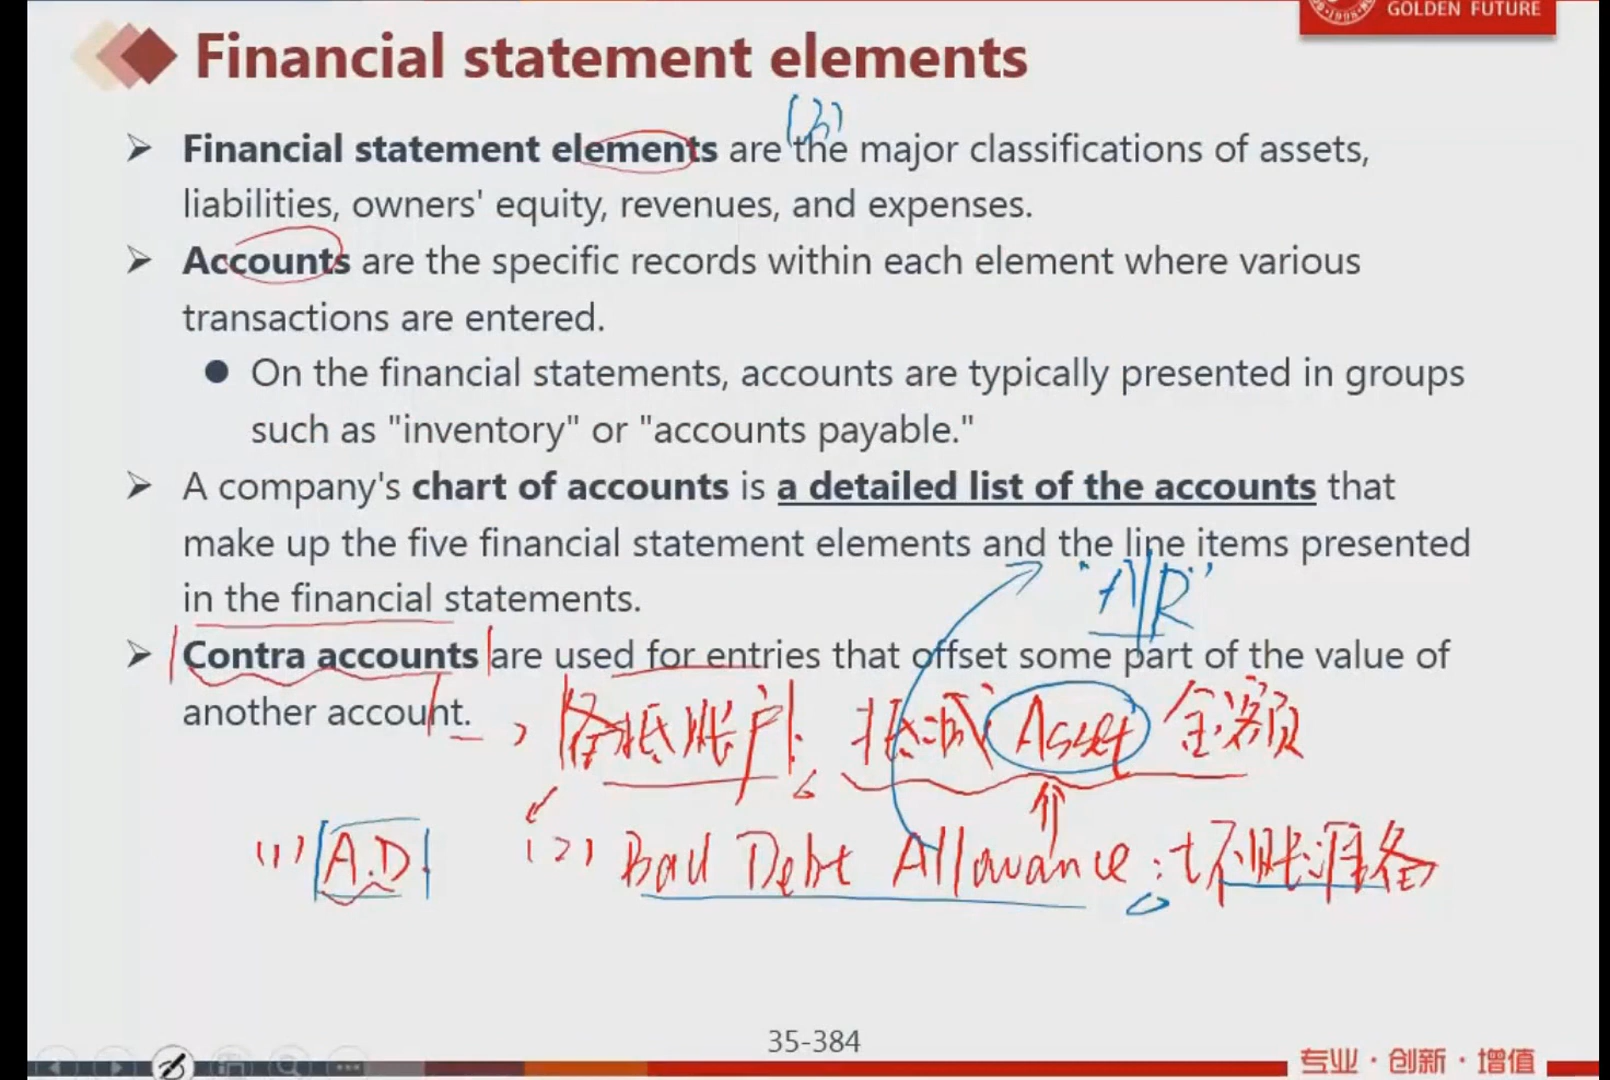 GOLDEN FUTURE
Financial statement elements
Financial statement elements are the major classifications of assets,
liabilities, owners' equity, revenues, and expenses.
Accounts are the specific records within each element where various
transactions are entered.
On the financial statements, accounts are typically presented in groups
such as "inventory" or "accounts payable."
A company's chart of accounts is a detailed list of the accounts that
make up the five financial statement elements and the line items presented
in the financial statements.
"A/R"
Contra accounts are used for entries that offset some part of the value of
another account.
备抵账户 抵减 Asset 金额
(1) A.D (2) Bad Debt Allowance: 坏账准备
35-384
专业·创新·增值